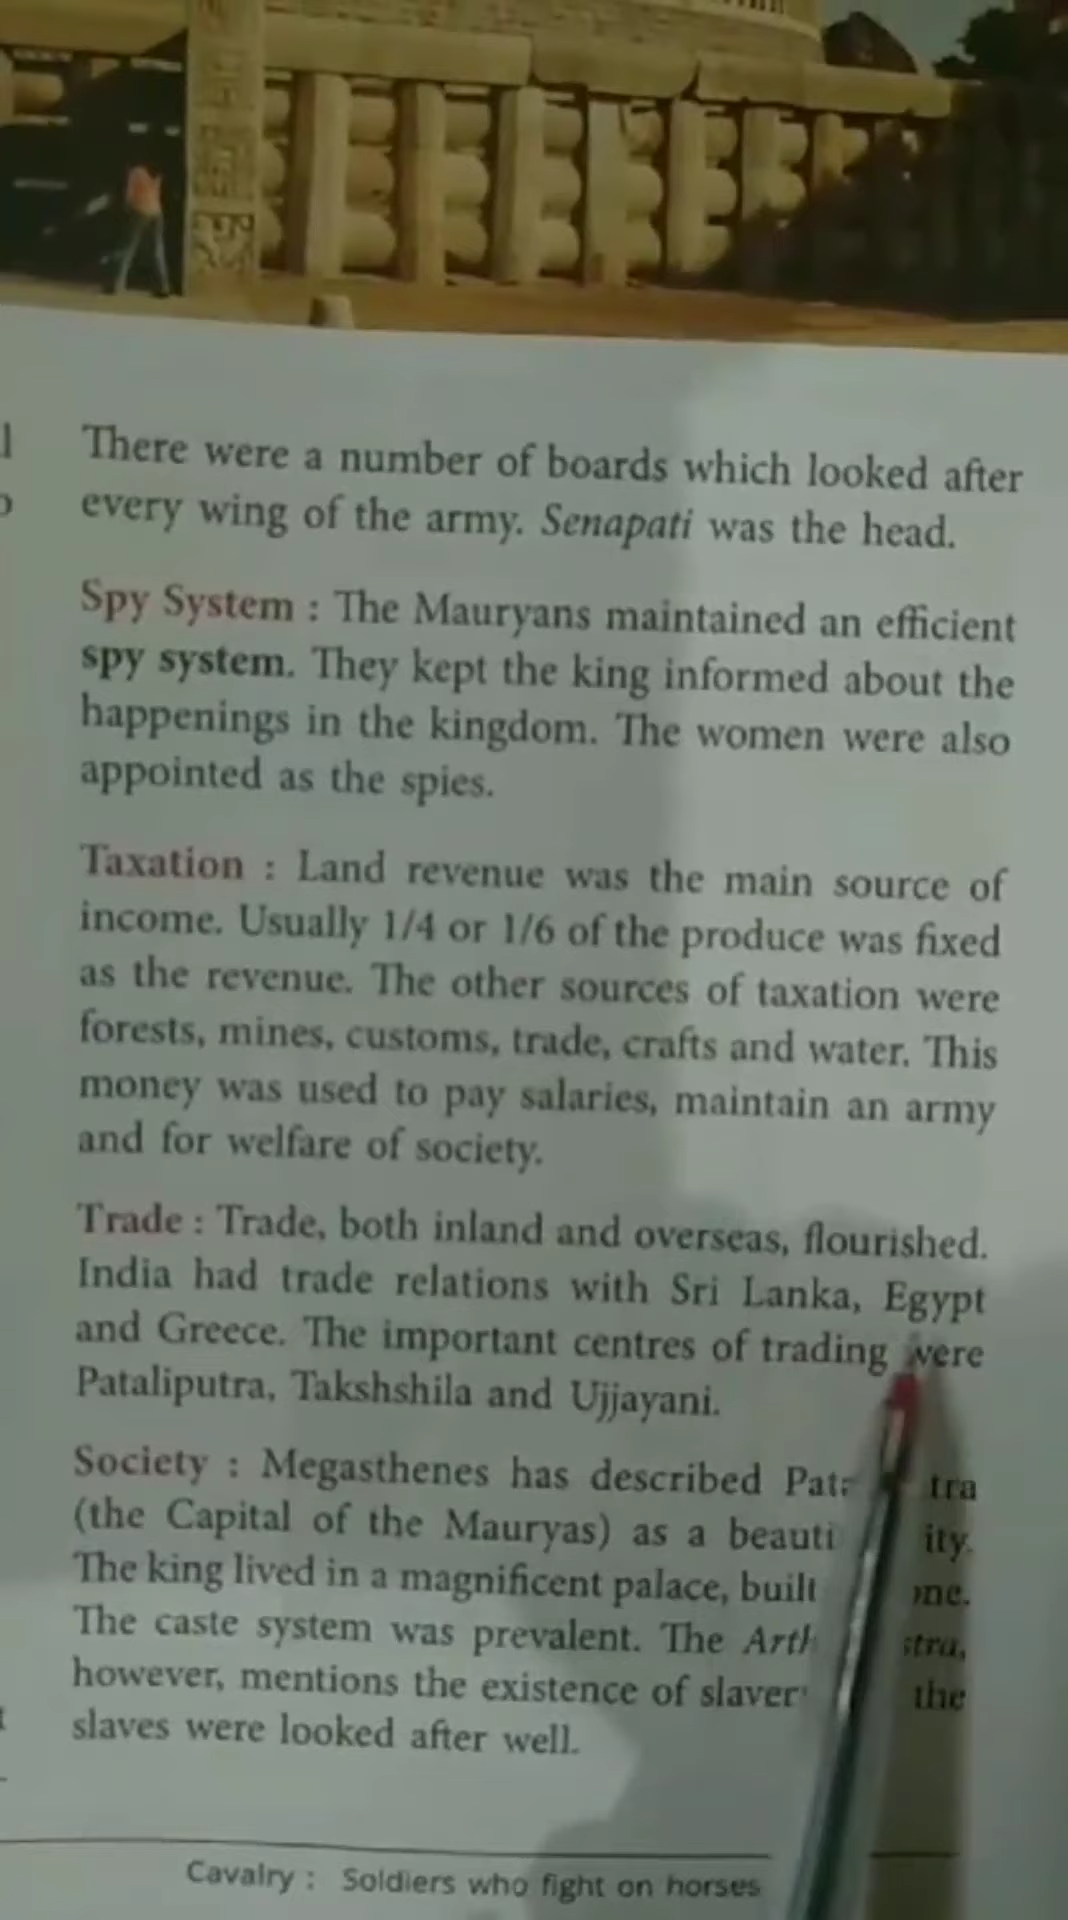 There were a number of boards which looked after
every wing of the army. Senapati was the head.
Spy System : The Mauryans maintained an efficient
spy system. They kept the king informed about the
happenings in the kingdom. The women were also
appointed as the spies.
Taxation : Land revenue was the main source of
income. Usually 1/4 or 1/6 of the produce was fixed
as the revenue. The other sources of taxation were
forests, mines, customs, trade, crafts and water. This
money was used to pay salaries, maintain an army
and for welfare of society.
Trade : Trade, both inland and overseas, flourished.
India had trade relations with Sri Lanka, Egypt
and Greece. The important centres of trading were
Pataliputra, Takshshila and Ujjayani.
Society : Megasthenes has described
(the Capital of the Mauryas) as a
The king lived in a magnificent palace, built
The caste system was prevalent. The
however, mentions the existence of the
slaves were looked after well.
Cavalry : Soldiers who fight on horses